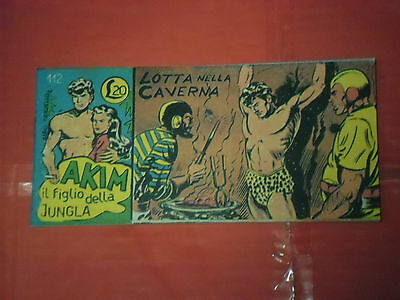 112
£20
AKIM
il figlio della
JUNGLA
LOTTA NELLA
CAVERNA